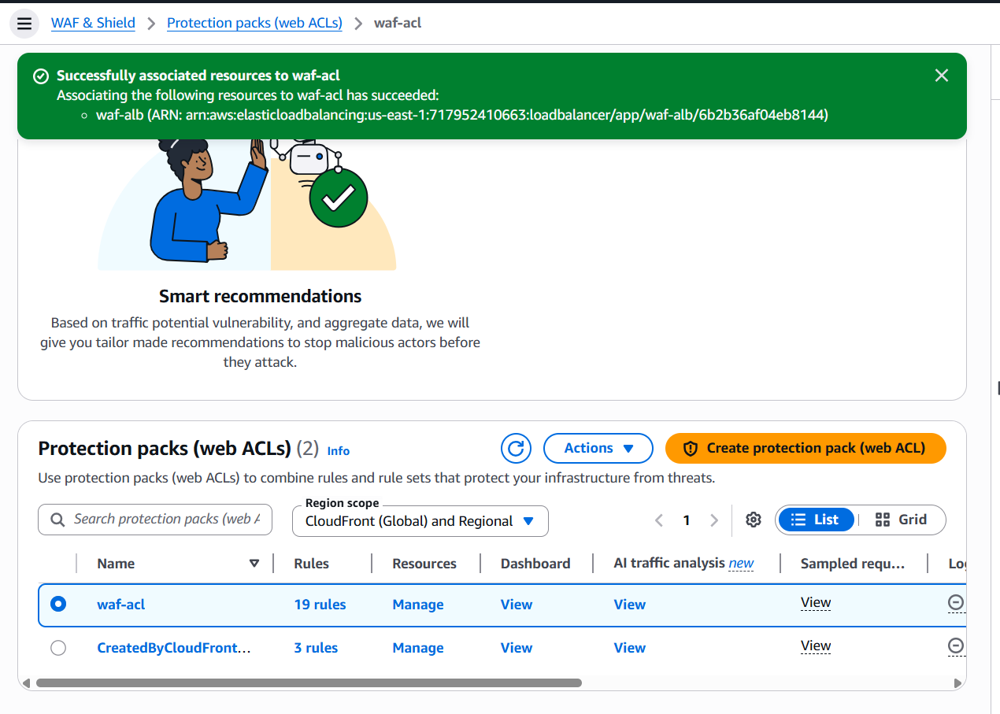 WAF & Shield > Protection packs (web ACLs) > waf-acl
Successfully associated resources to waf-acl
Associating the following resources to waf-acl has succeeded:
waf-alb (ARN: arn:aws:elasticloadbalancing:us-east-1:717952410663:loadbalancer/app/waf-alb/6b2b36af04eb8144)
Smart recommendations
Based on traffic potential vulnerability, and aggregate data, we will
give you tailor made recommendations to stop malicious actors before
they attack.
Protection packs (web ACLs) (2) Info
Actions
Create protection pack (web ACL)
Use protection packs (web ACLs) to combine rules and rule sets that protect your infrastructure from threats.
Search protection packs (web A
Region scope
CloudFront (Global) and Regional
1
List
Grid
Name Rules Resources Dashboard AI traffic analysis new Sampled requ... Lo
waf-acl 19 rules Manage View View View
CreatedByCloudFront... 3 rules Manage View View View